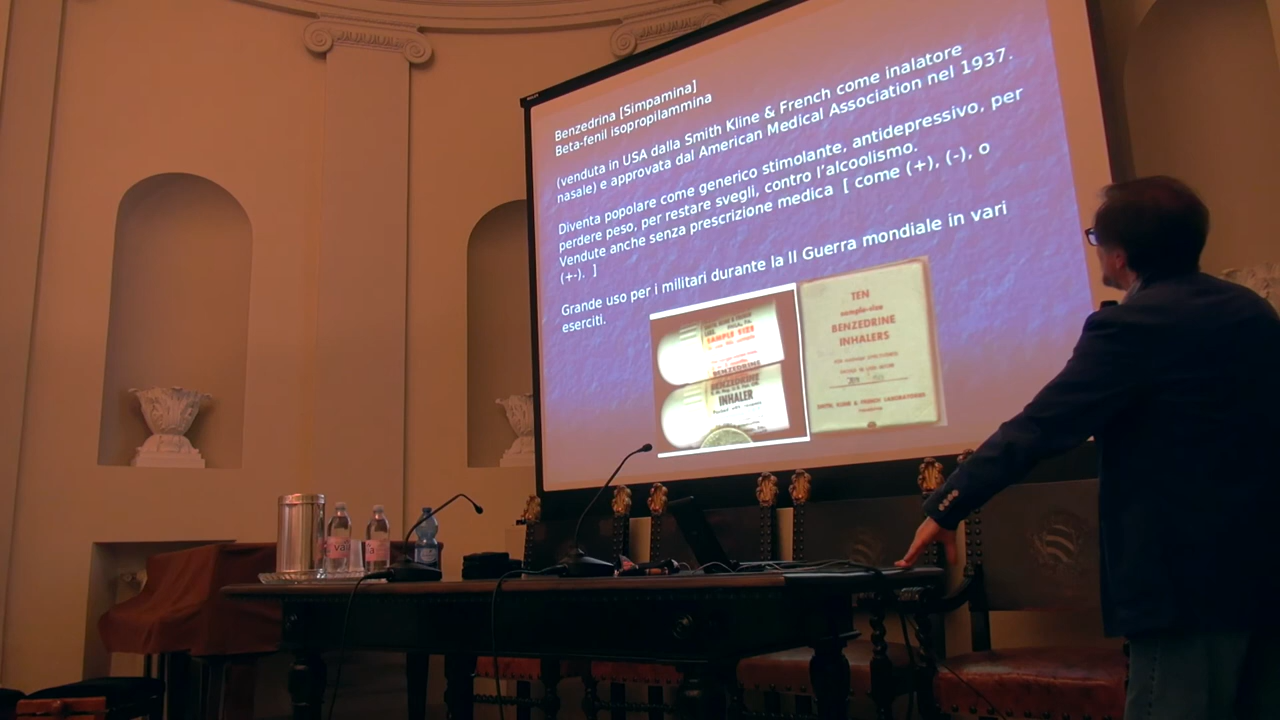 Benzedrina [Simpamina]
Beta-fenil isopropilammina
(venduta in USA dalla Smith Kline & French come inalatore
nasale) e approvata dal American Medical Association nel 1937.
Diventa popolare come generico stimolante, antidepressivo, per
perdere peso, per restare svegli, contro l'alcoolismo.
Vendute anche senza prescrizione medica [ come (+), (-), o
(+-). ]
Grande uso per i militari durante la II Guerra mondiale in vari
eserciti.
SAMPLE SIZE
BENZEDRINE
BENZEDRINE
INHALER
TEN
sample-size
BENZEDRINE
INHALERS
SMITH, KLINE & FRENCH LABORATORIES